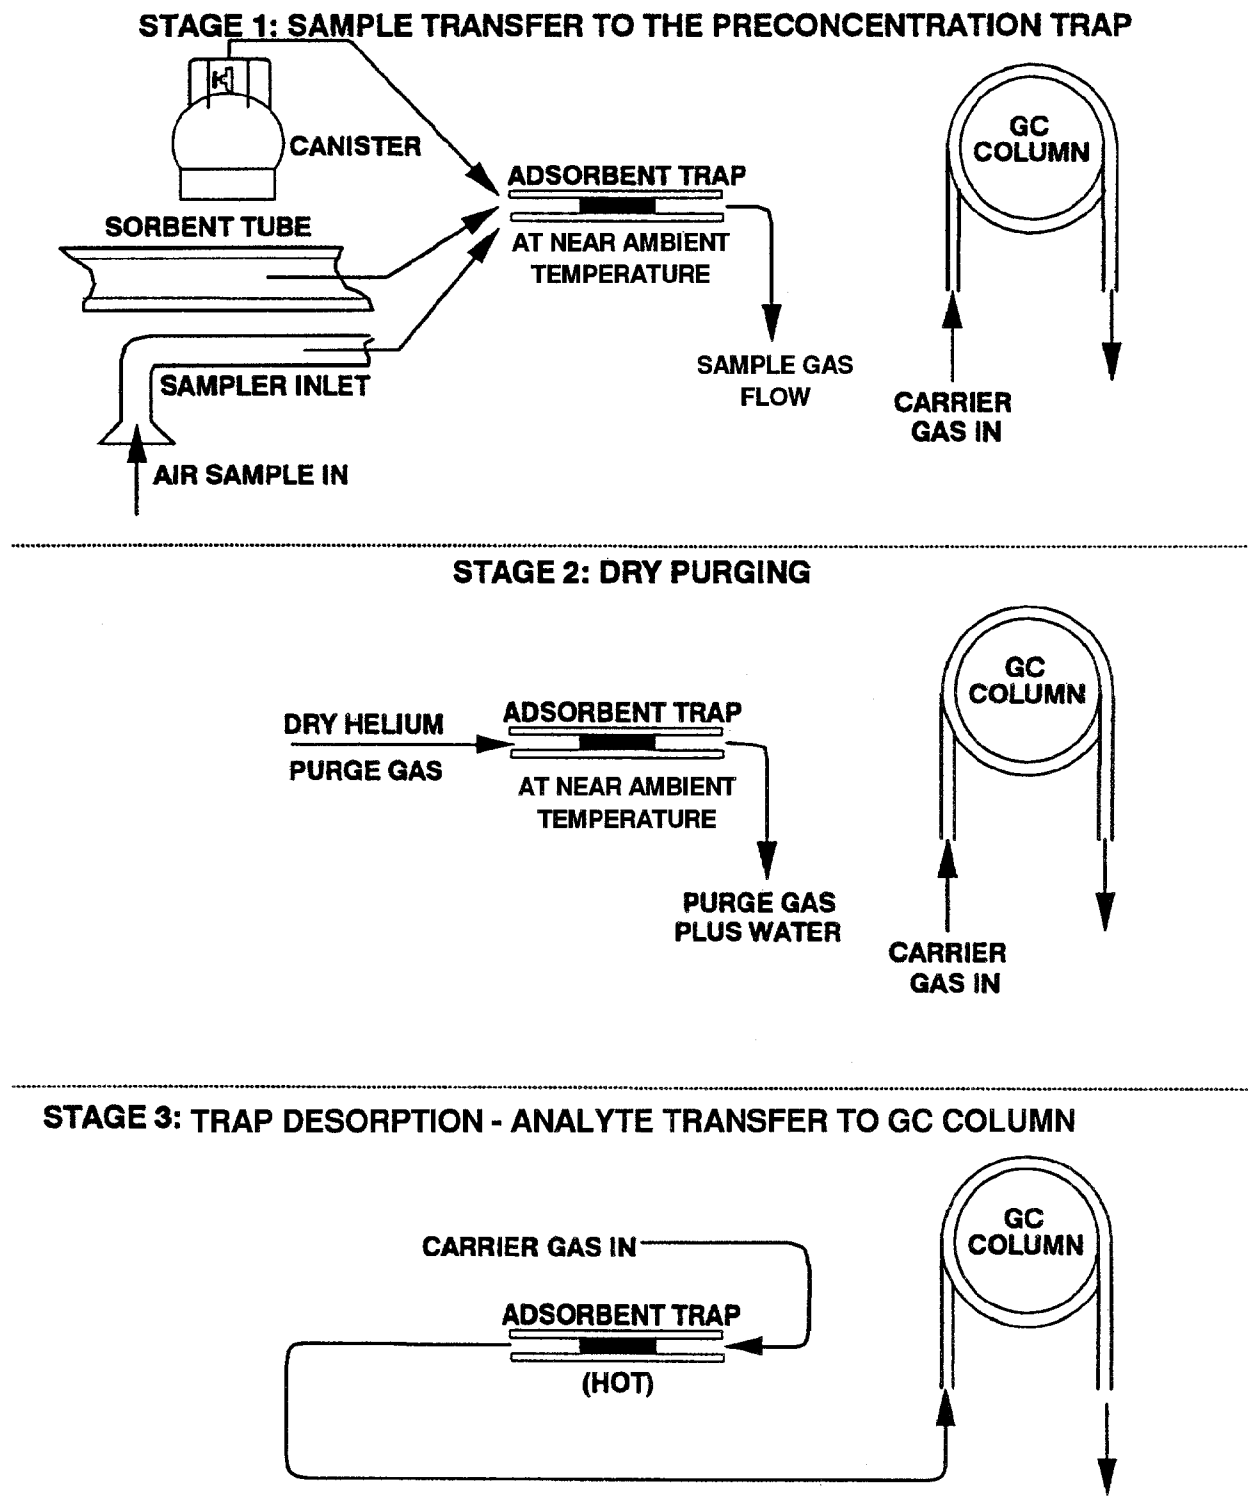 STAGE 1: SAMPLE TRANSFER TO THE PRECONCENTRATION TRAP
GC
COLUMN
CANISTER
ADSORBENT TRAP
SORBENT TUBE
AT NEAR AMBIENT
TEMPERATURE
SAMPLE GAS
FLOW
SAMPLER INLET
CARRIER
GAS IN
AIR SAMPLE IN
STAGE 2: DRY PURGING
GC
COLUMN
ADSORBENT TRAP
DRY HELIUM
PURGE GAS
AT NEAR AMBIENT
TEMPERATURE
PURGE GAS
PLUS WATER
CARRIER
GAS IN
STAGE 3: TRAP DESORPTION - ANALYTE TRANSFER TO GC COLUMN
GC
COLUMN
CARRIER GAS IN
ADSORBENT TRAP
(HOT)